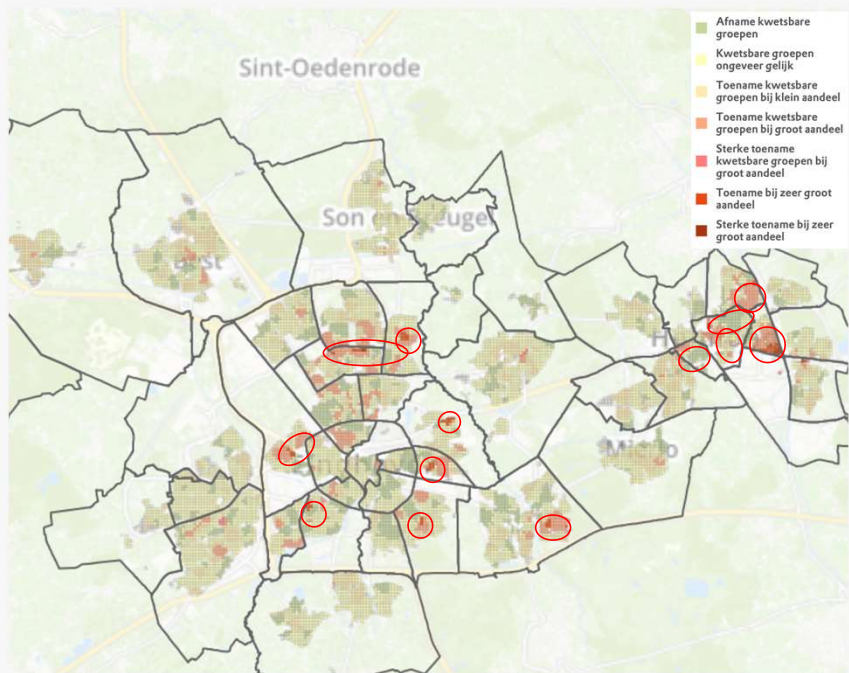 Afname kwetsbare
groepen
Kwetsbare groepen
ongeveer gelijk
Toename kwetsbare
groepen bij klein aandeel
Toename kwetsbare
groepen bij groot aandeel
Sterke toename
kwetsbare groepen bij
groot aandeel
Toename bij zeer groot
aandeel
Sterke toename bij zeer
groot aandeel
Sint-Oedenrode
Son en